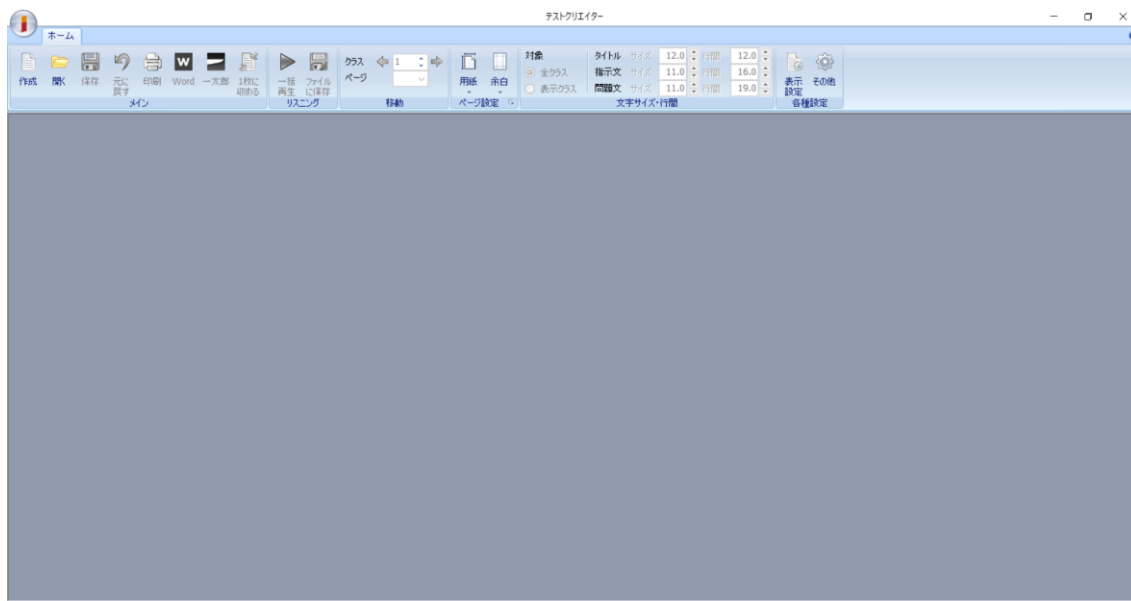 テストクリエイター
ホーム
作成 開く 保存 元に戻す 印刷 Word 一太郎 1枚に収める
メイン
一括再生 ファイルに保存
リスニング
クラス 1
ページ
移動
用紙 余白
ページ設定
対象
全クラス
表示クラス
タイトル サイズ 12.0 行間 12.0
指示文 サイズ 11.0 行間 16.0
問題文 サイズ 11.0 行間 19.0
文字サイズ・行間
表示設定 その他
各種設定